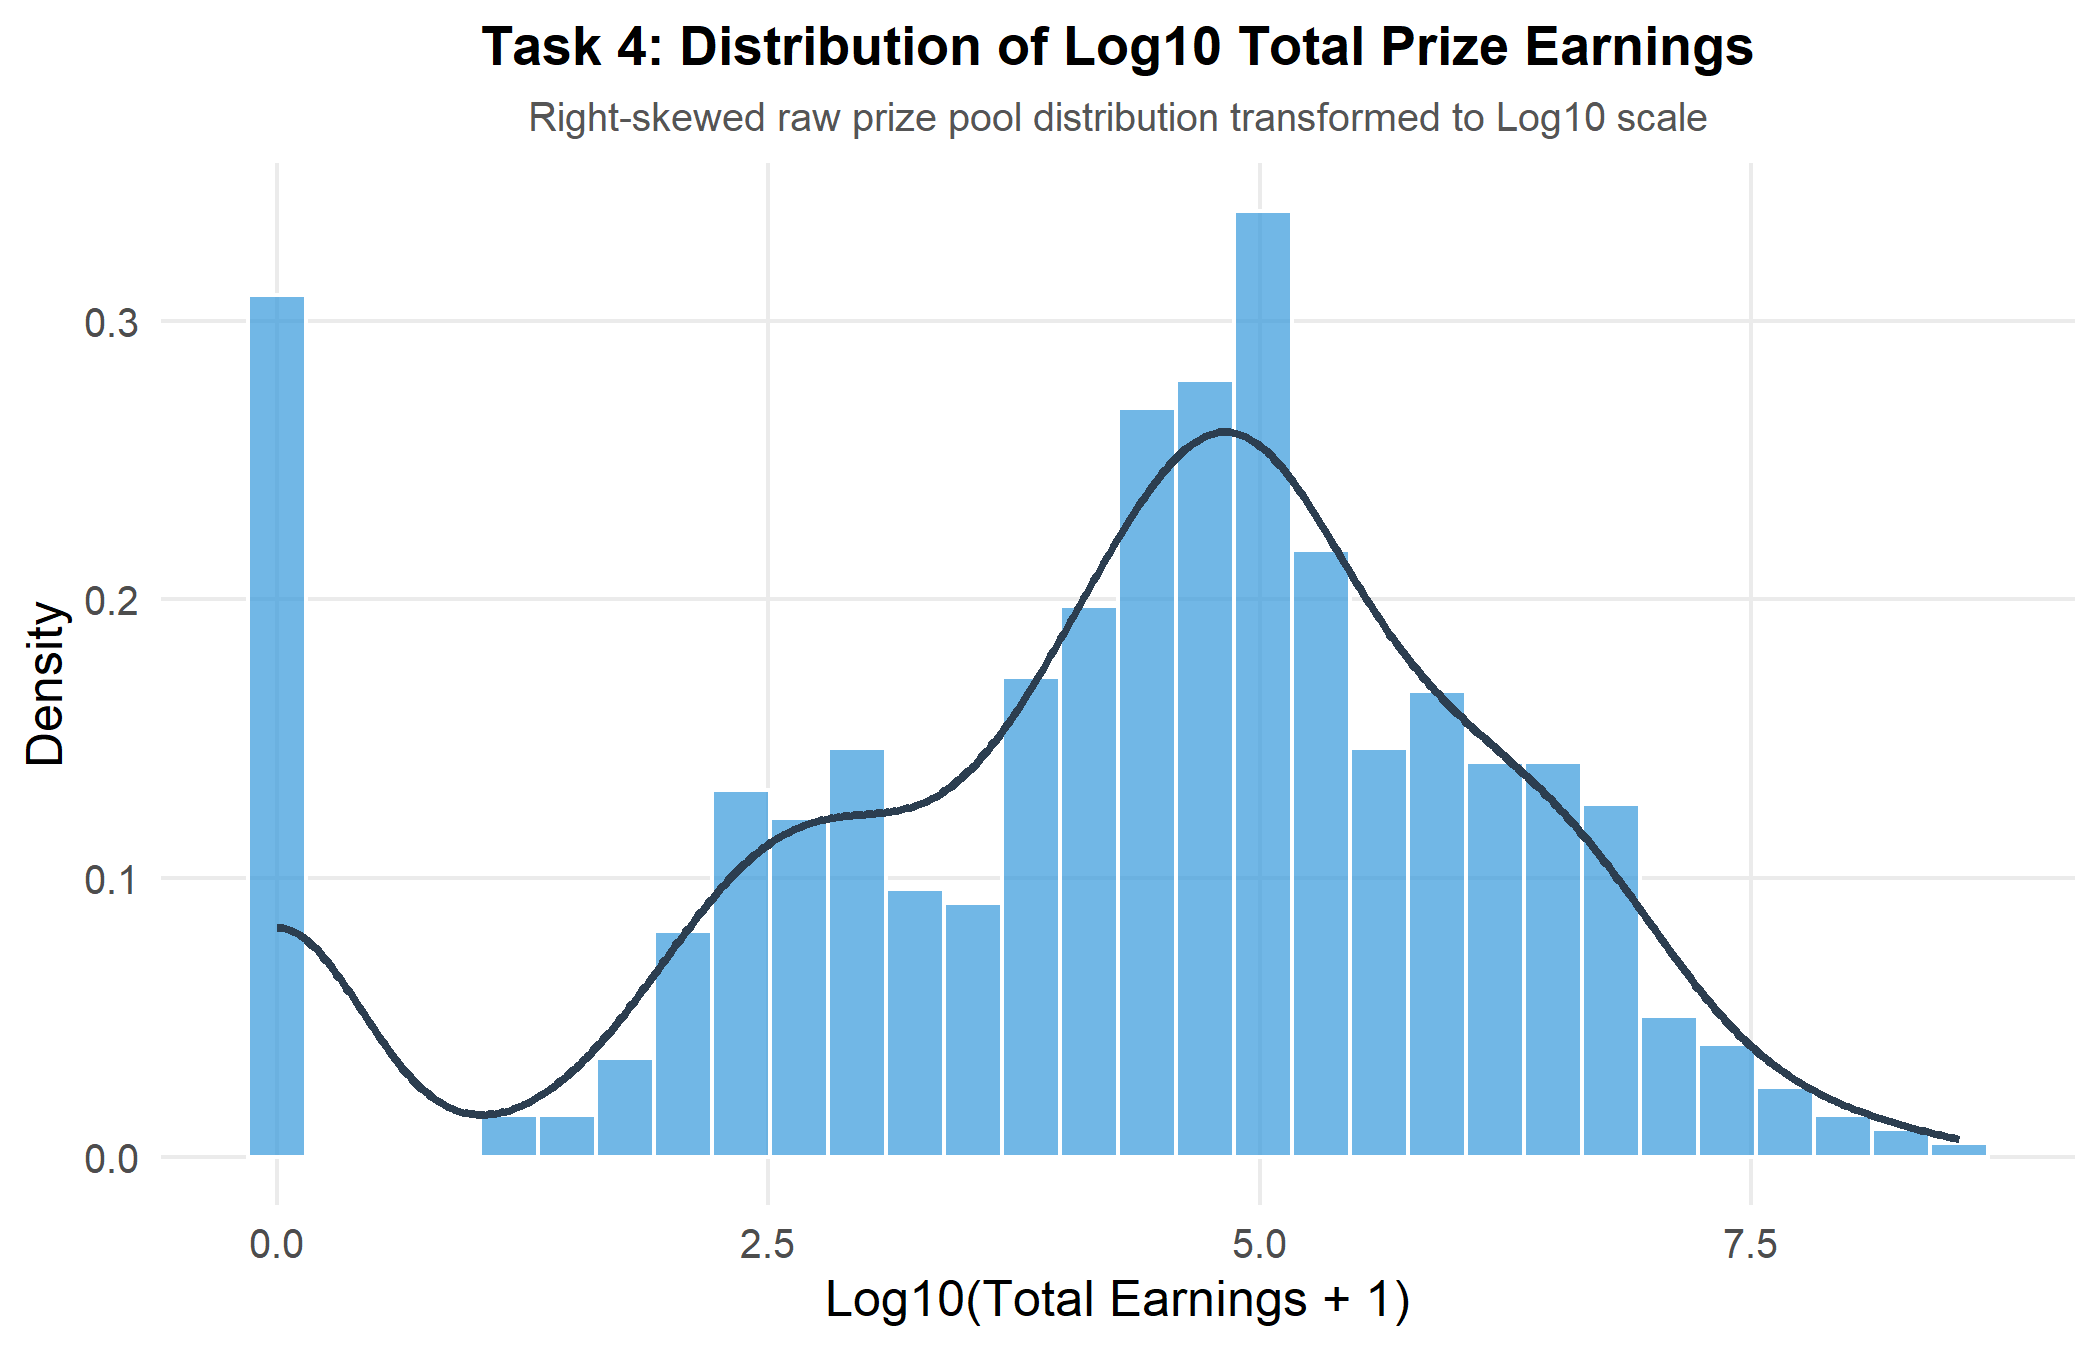 Task 4: Distribution of Log10 Total Prize Earnings
Right-skewed raw prize pool distribution transformed to Log10 scale
Density
0.3
0.2
0.1
0.0
0.0 2.5 5.0 7.5
Log10(Total Earnings + 1)